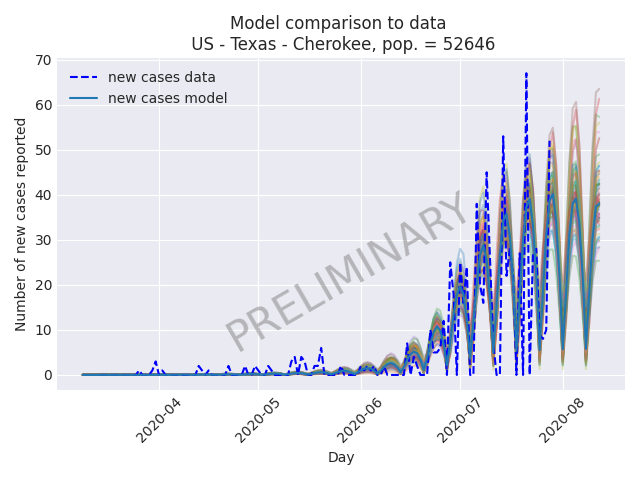 Model comparison to data
US - Texas - Cherokee, pop. = 52646
new cases data
new cases model
PRELIMINARY
Number of new cases reported
70
60
50
40
30
20
10
0
2020-04
2020-05
2020-06
2020-07
2020-08
Day